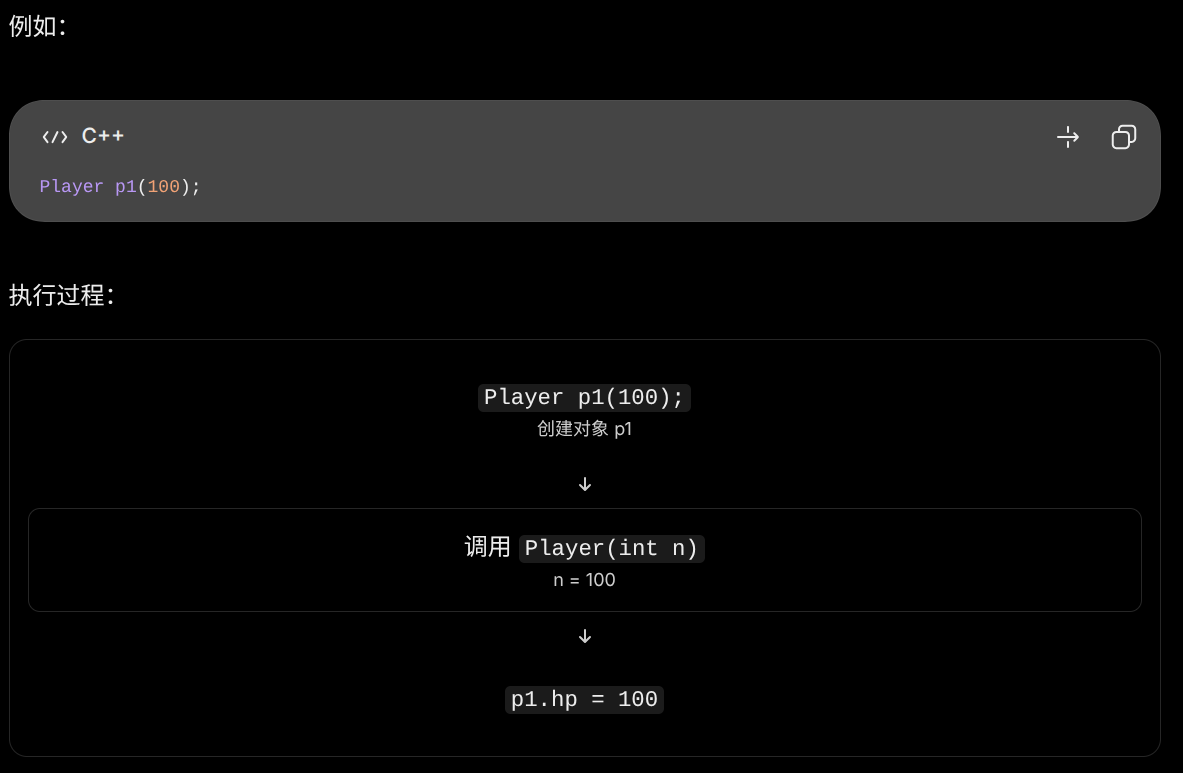 例如：
C++
Player p1(100);
执行过程：
Player p1(100);
创建对象 p1
↓
调用 Player(int n)
n = 100
↓
p1.hp = 100